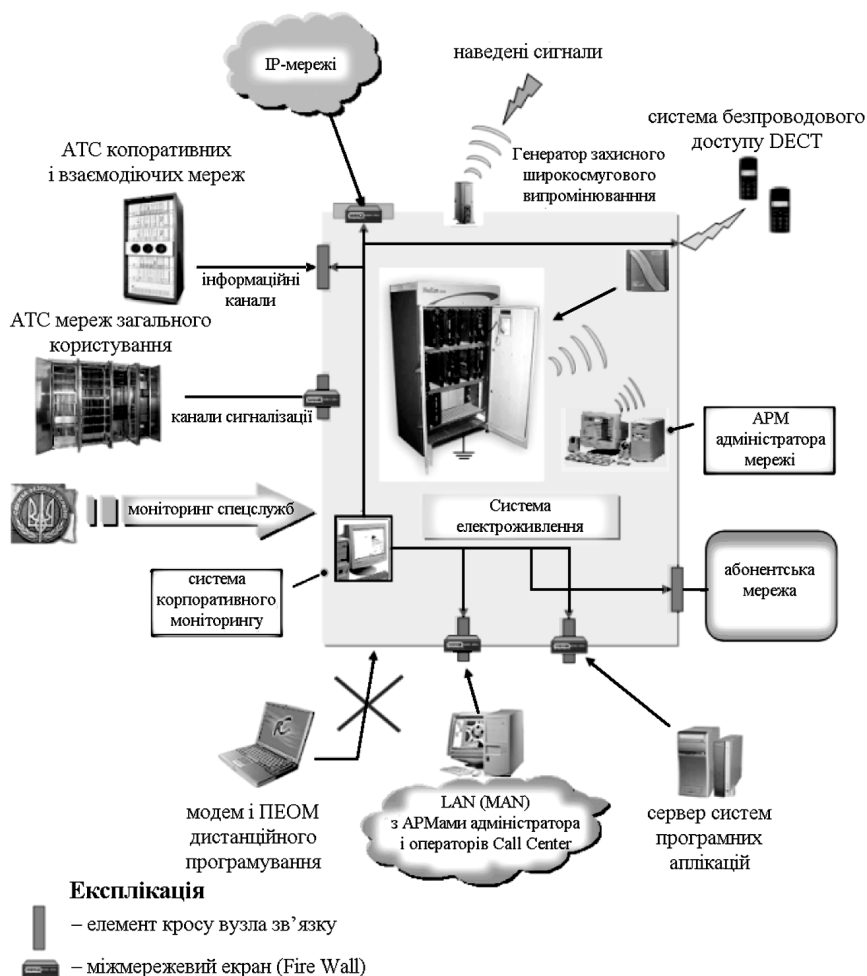 IP-мережі
наведені сигнали
система безпроводового
доступу DECT
АТС копоративних
і взаємодіючих мереж
Генератор захисного
широкосмугового
випромінюванння
інформаційні
канали
АТС мереж загального
користування
канали сигналізації
АРМ
адміністратора
мережі
моніторинг спецслужб
Система
електроживлення
система
корпоративного
моніторингу
абонентська
мережа
модем і ПЕОМ
дистанційного
програмування
LAN (MAN)
з АРМами адміністратора
і операторів Call Center
сервер систем
програмних
аплікацій
Експлікація
– елемент кросу вузла зв’язку
– міжмережевий екран (Fire Wall)